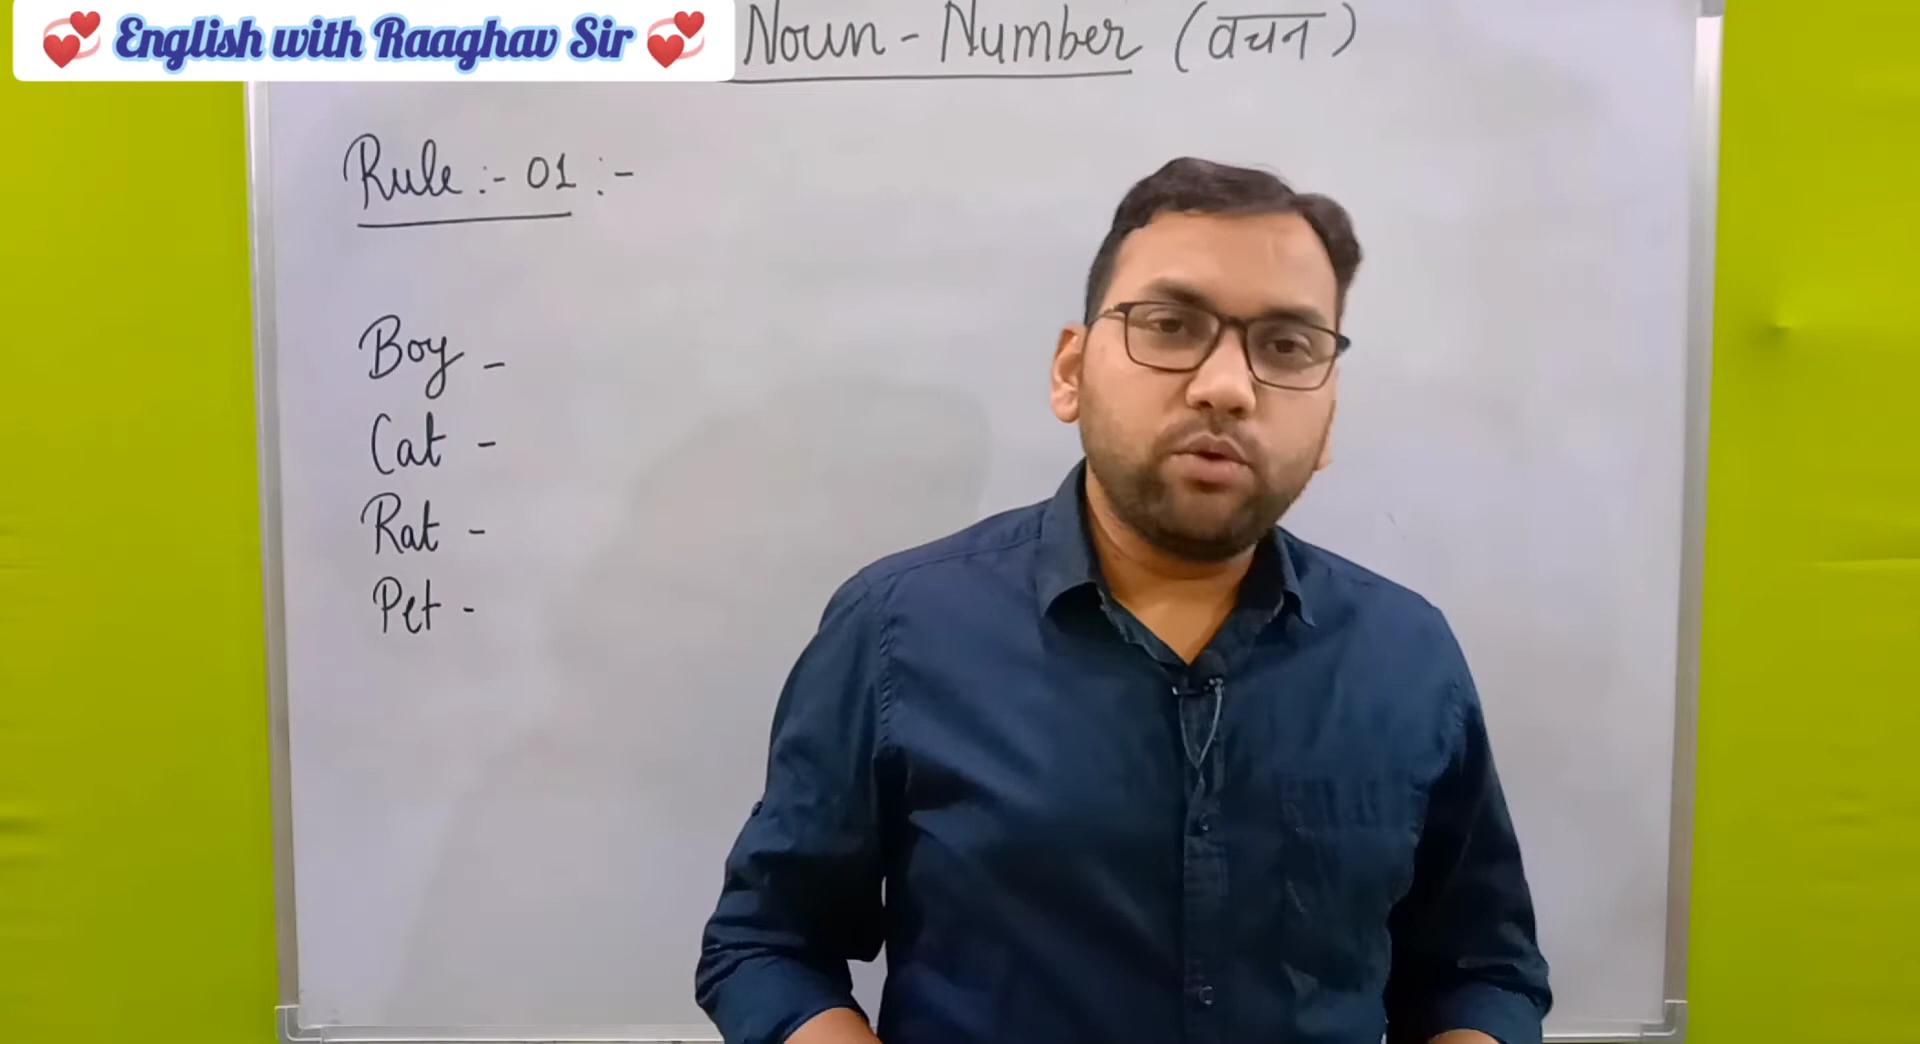 💞 English with Raaghav Sir 💞
Noun - Number (वचन)
Rule :- 01 :-
Boy -
Cat -
Rat -
Pet -